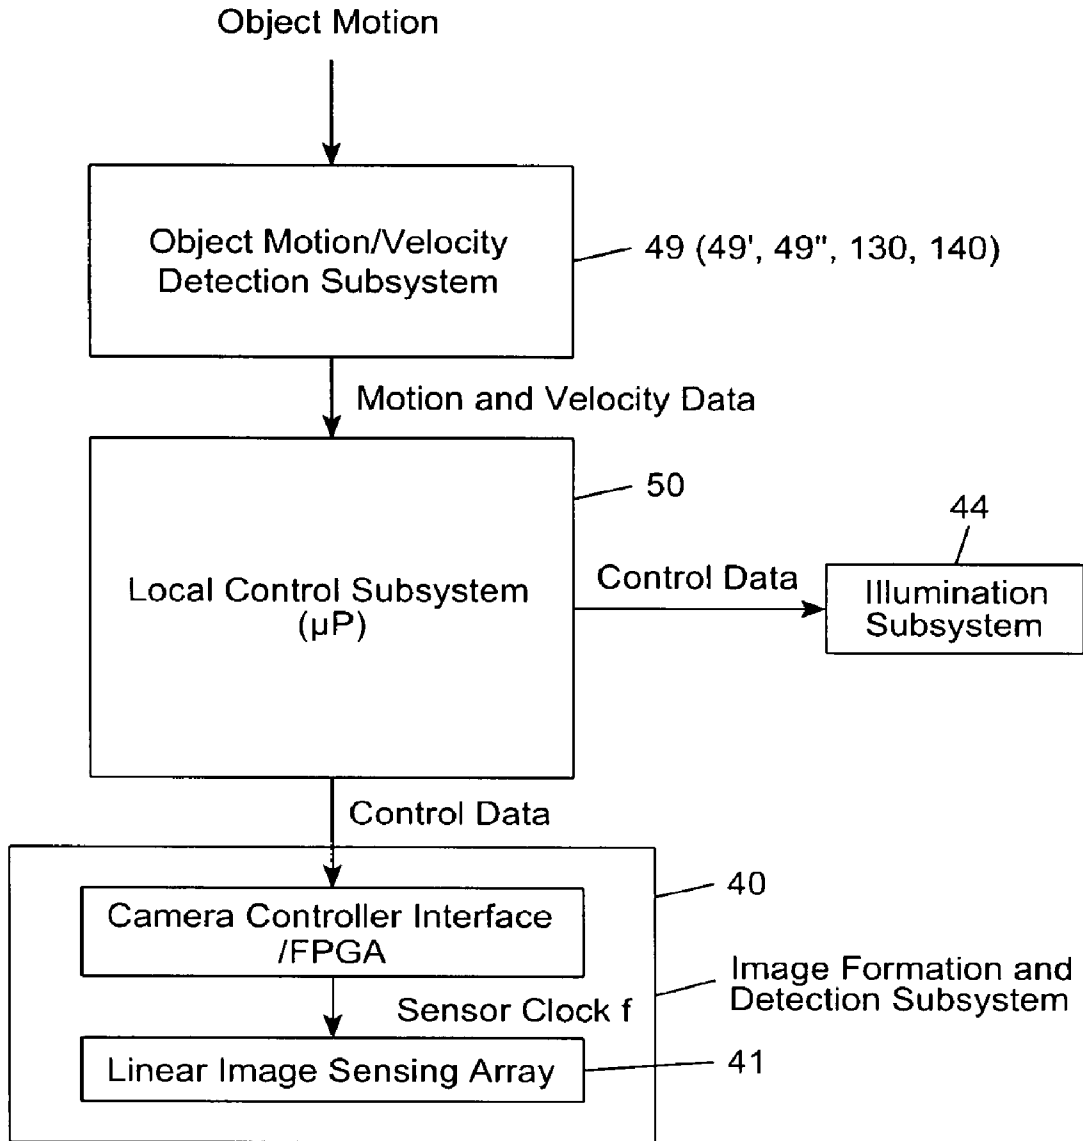 Object Motion
Object Motion/Velocity
Detection Subsystem
49 (49', 49", 130, 140)
Motion and Velocity Data
50
Local Control Subsystem
(µP)
Control Data
44
Illumination
Subsystem
Control Data
40
Camera Controller Interface
/FPGA
Image Formation and
Detection Subsystem
Sensor Clock f
Linear Image Sensing Array
41